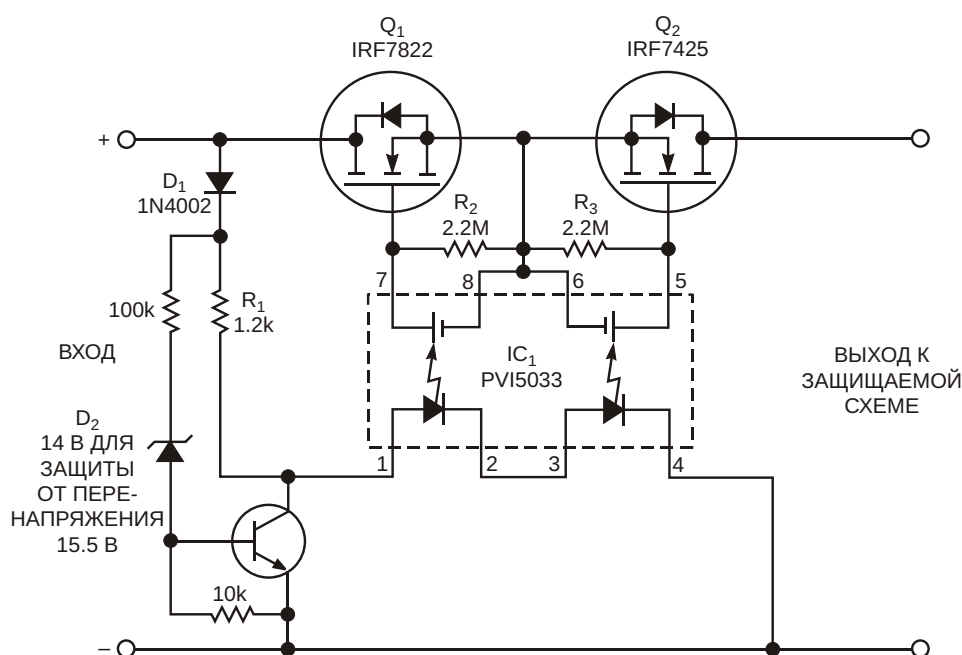 Q1
IRF7822
Q2
IRF7425
+
D1
1N4002
R2
2.2M
R3
2.2M
7
8
6
5
100k
R1
1.2k
ВХОД
IC1
PVI5033
ВЫХОД К
ЗАЩИЩАЕМОЙ
СХЕМЕ
D2
14 В ДЛЯ
ЗАЩИТЫ
ОТ ПЕРЕ-
НАПРЯЖЕНИЯ
15.5 В
1
2
3
4
10k
–